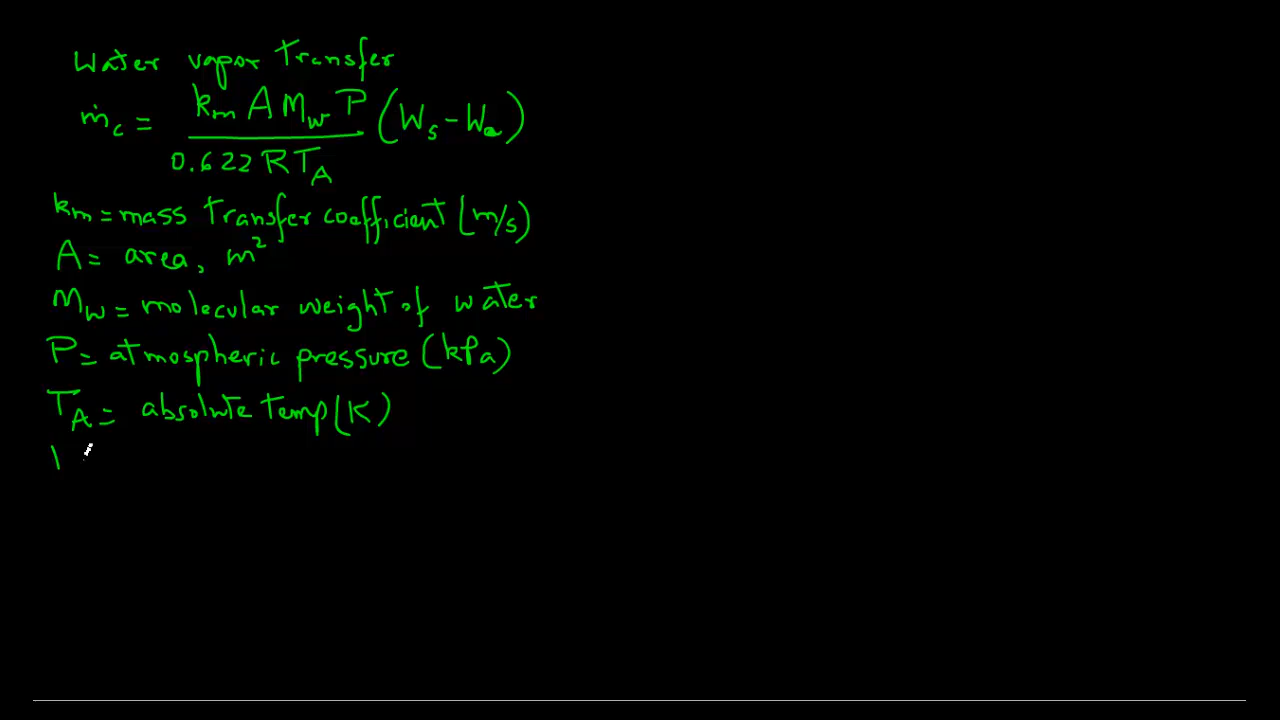 Water vapor transfer
ṁc = km A Mw P (Ws - Wa)
0.622 R TA
km = mass transfer coefficient (m/s)
A = area, m²
Mw = molecular weight of water
P = atmospheric pressure (kPa)
TA = absolute temp (K)